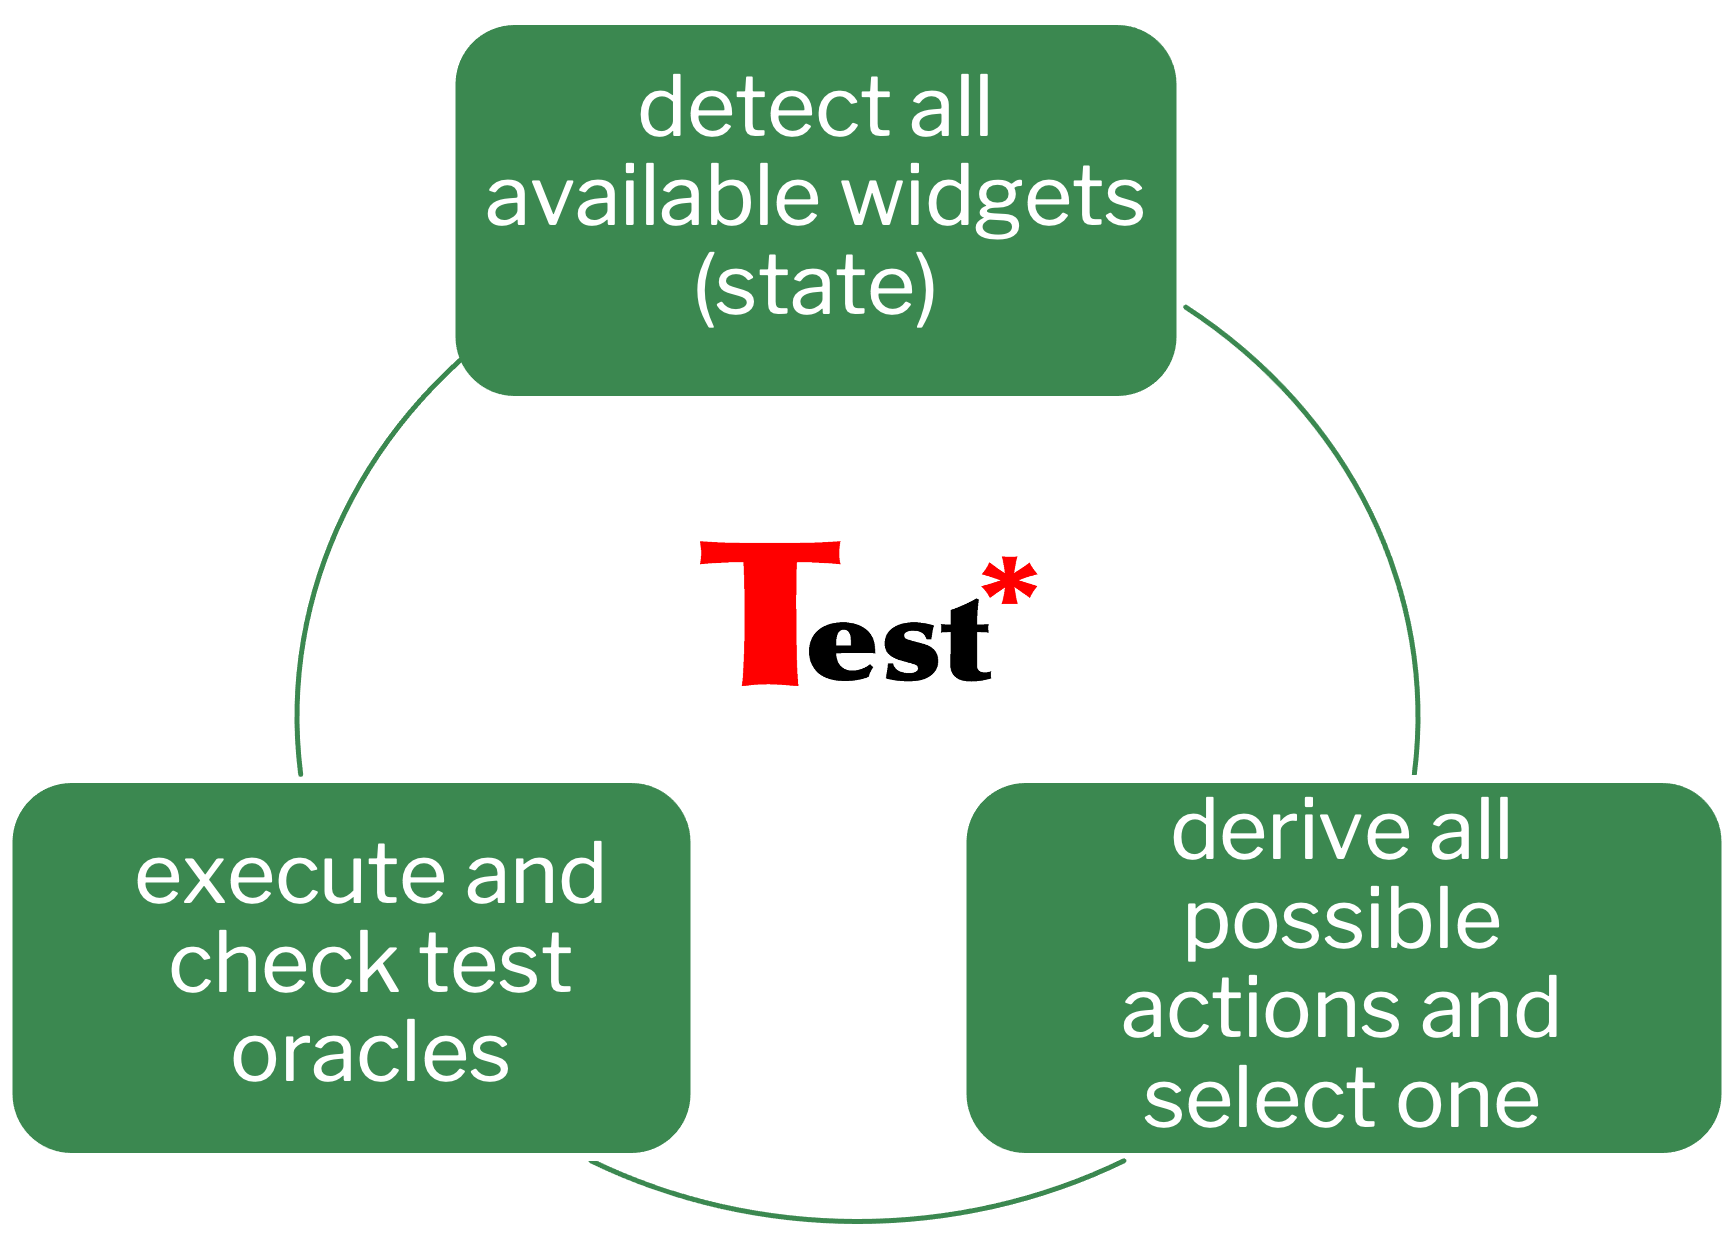 detect all
available widgets
(state)
Test*
execute and
check test
oracles
derive all
possible
actions and
select one